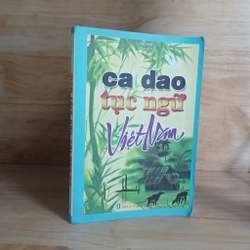 ca dao
tục ngữ
Việt Nam